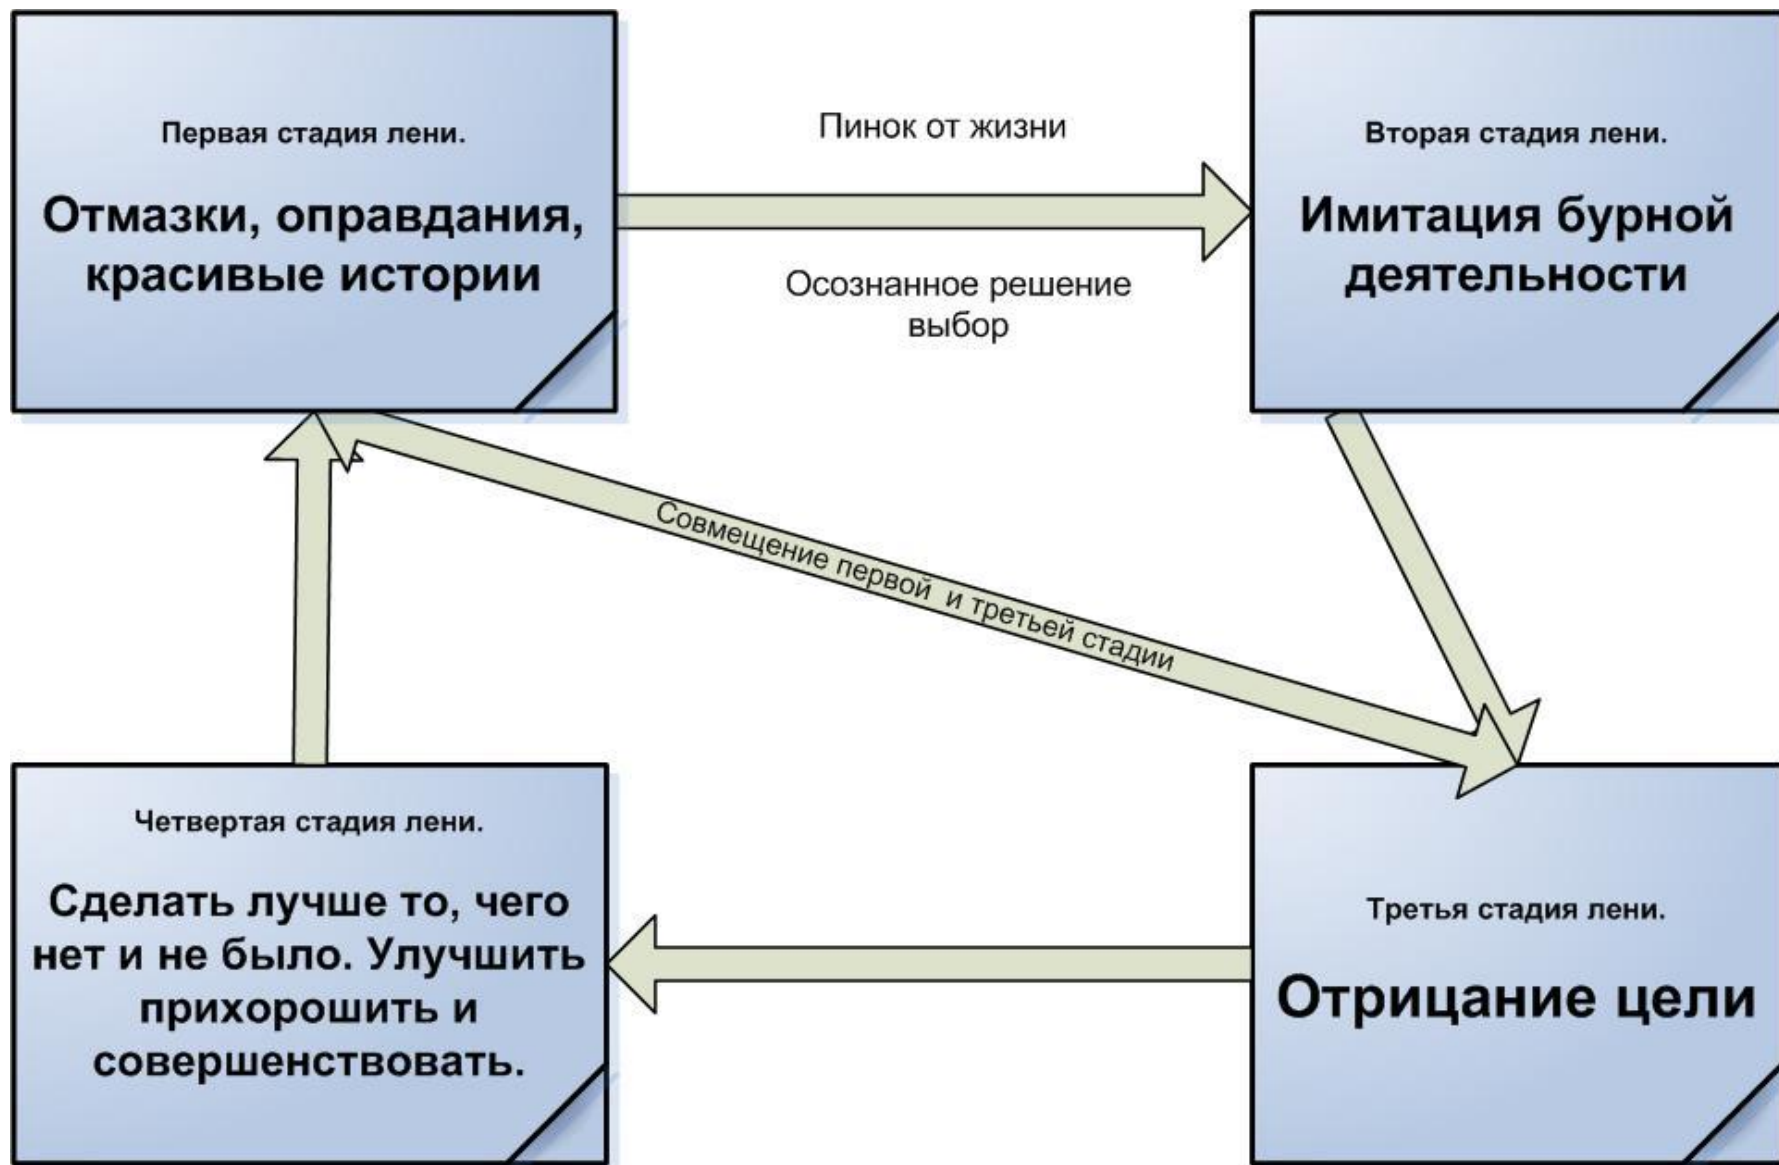 Первая стадия лени.
Отмазки, оправдания,
красивые истории
Пинок от жизни
Осознанное решение
выбор
Вторая стадия лени.
Имитация бурной
деятельности
Совмещение первой и третьей стадии
Четвертая стадия лени.
Сделать лучше то, чего
нет и не было. Улучшить
прихорошить и
совершенствовать.
Третья стадия лени.
Отрицание цели